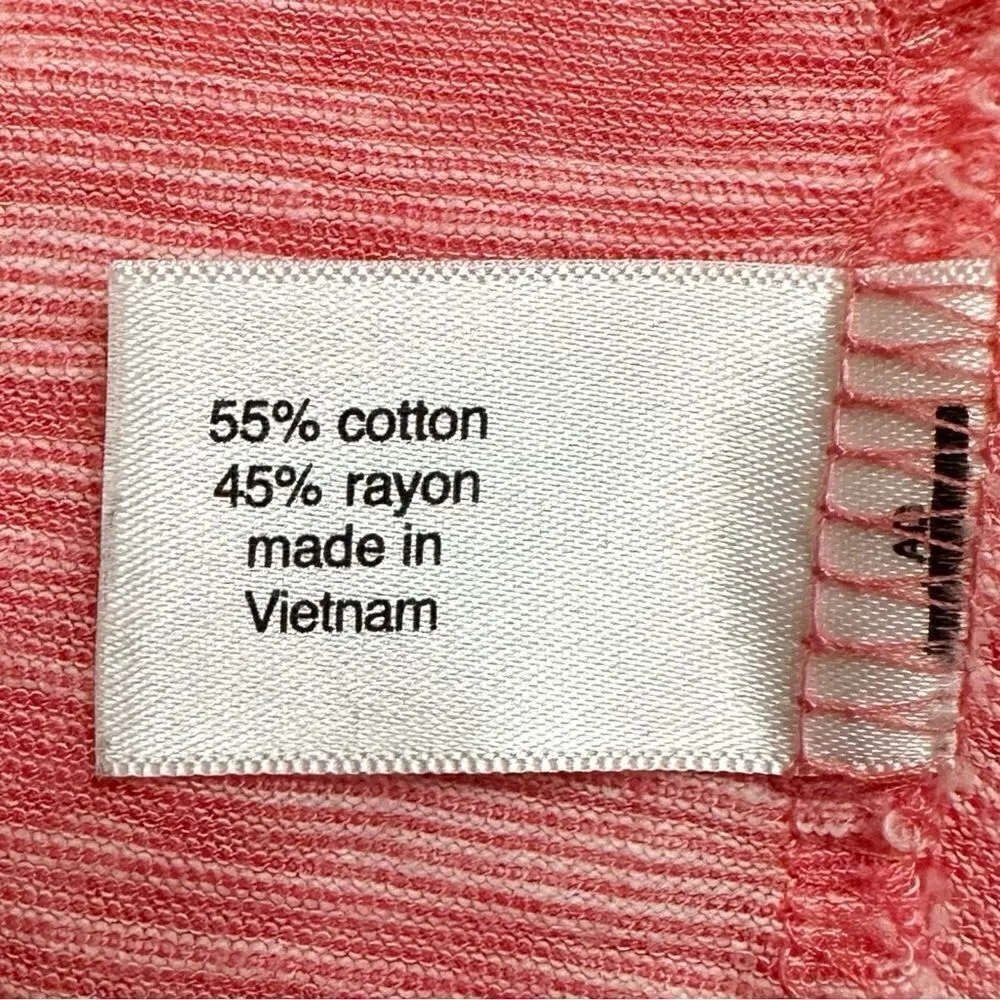 55% cotton
45% rayon
made in
Vietnam